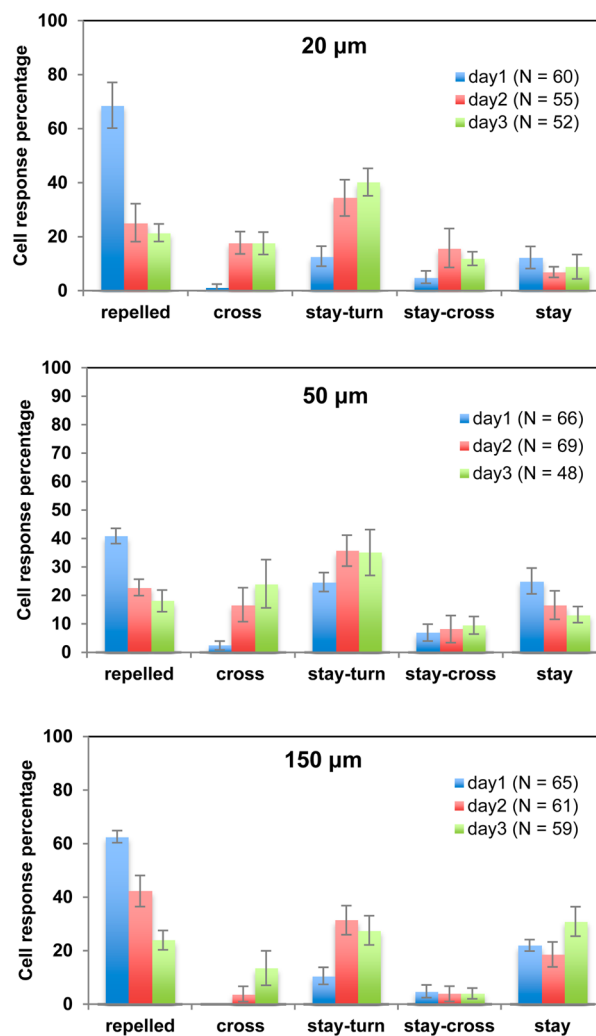 20 µm
Cell response percentage
100
80
60
40
20
0
day1 (N = 60)
day2 (N = 55)
day3 (N = 52)
repelled cross stay-turn stay-cross stay
50 µm
Cell response percentage
100
90
80
70
60
50
40
30
20
10
0
day1 (N = 66)
day2 (N = 69)
day3 (N = 48)
repelled cross stay-turn stay-cross stay
150 µm
Cell response percentage
100
80
60
40
20
0
day1 (N = 65)
day2 (N = 61)
day3 (N = 59)
repelled cross stay-turn stay-cross stay